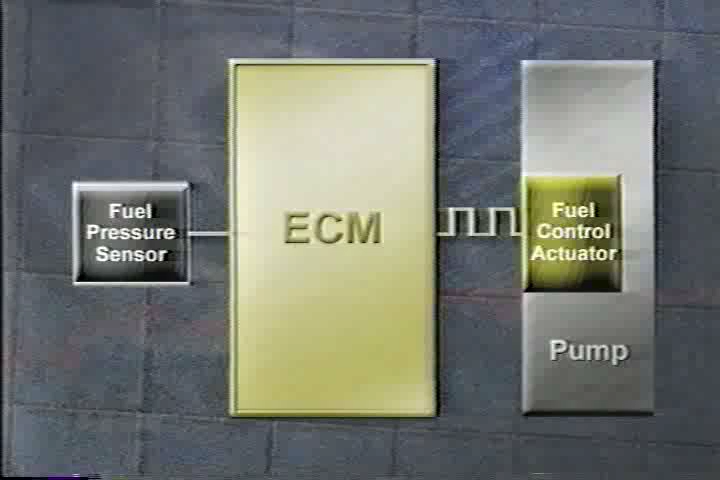 Fuel
Pressure
Sensor
ECM
Fuel
Control
Actuator
Pump